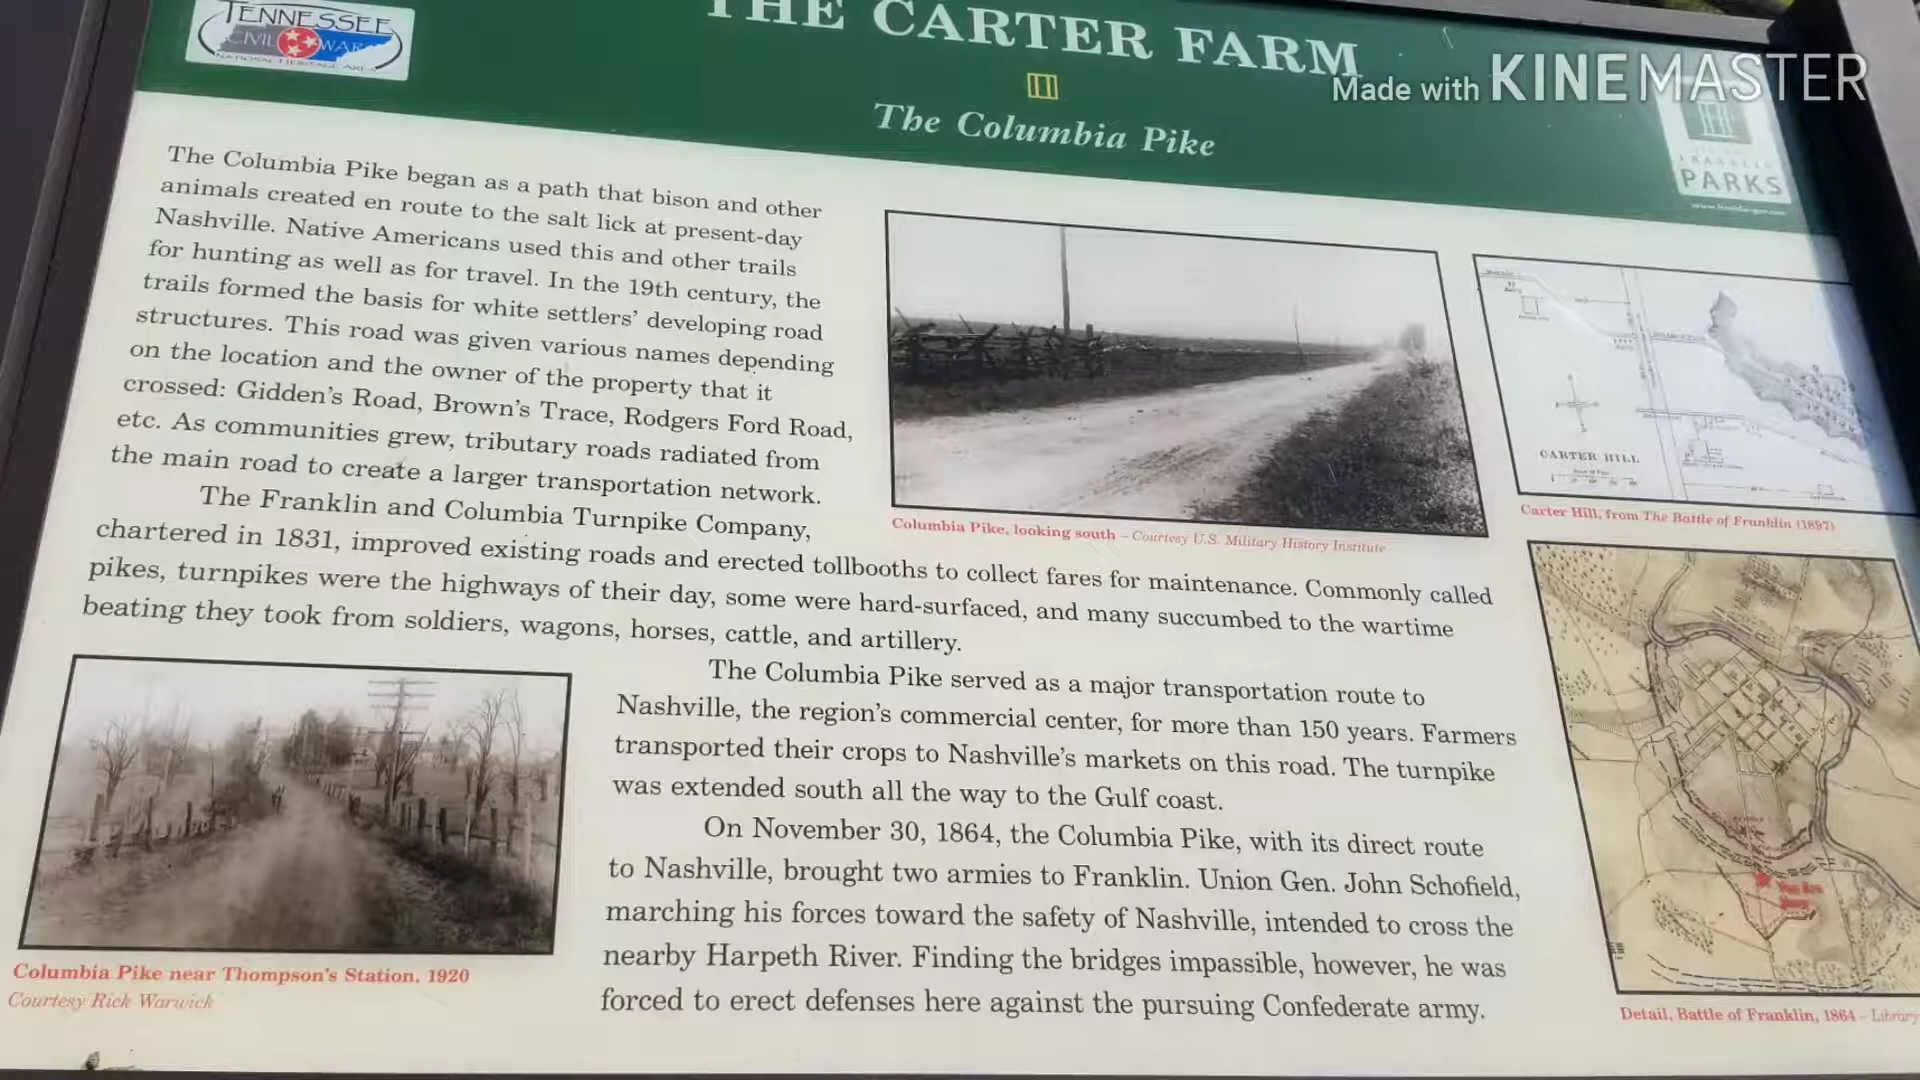 TENNESSEE
CIVIL WAR
NATIONAL HERITAGE AREA
THE CARTER FARM
Made with KINEMASTER
The Columbia Pike
FRANKLIN
PARKS
The Columbia Pike began as a path that bison and other
animals created en route to the salt lick at present-day
Nashville. Native Americans used this and other trails
for hunting as well as for travel. In the 19th century, the
trails formed the basis for white settlers' developing road
structures. This road was given various names depending
on the location and the owner of the property that it
crossed: Gidden's Road, Brown's Trace, Rodgers Ford Road,
etc. As communities grew, tributary roads radiated from
the main road to create a larger transportation network.
The Franklin and Columbia Turnpike Company,
chartered in 1831, improved existing roads and erected tollbooths to collect fares for maintenance. Commonly called
pikes, turnpikes were the highways of their day, some were hard-surfaced, and many succumbed to the wartime
beating they took from soldiers, wagons, horses, cattle, and artillery.
The Columbia Pike served as a major transportation route to
Nashville, the region's commercial center, for more than 150 years. Farmers
transported their crops to Nashville's markets on this road. The turnpike
was extended south all the way to the Gulf coast.
On November 30, 1864, the Columbia Pike, with its direct route
to Nashville, brought two armies to Franklin. Union Gen. John Schofield,
marching his forces toward the safety of Nashville, intended to cross the
nearby Harpeth River. Finding the bridges impassible, however, he was
forced to erect defenses here against the pursuing Confederate army.
Columbia Pike, looking south – Courtesy U.S. Military History Institute
CARTER HILL
Carter Hill, from The Battle of Franklin (1897)
Columbia Pike near Thompson's Station, 1920
Courtesy Rick Warwick
You Are
Detail, Battle of Franklin, 1864 – Library